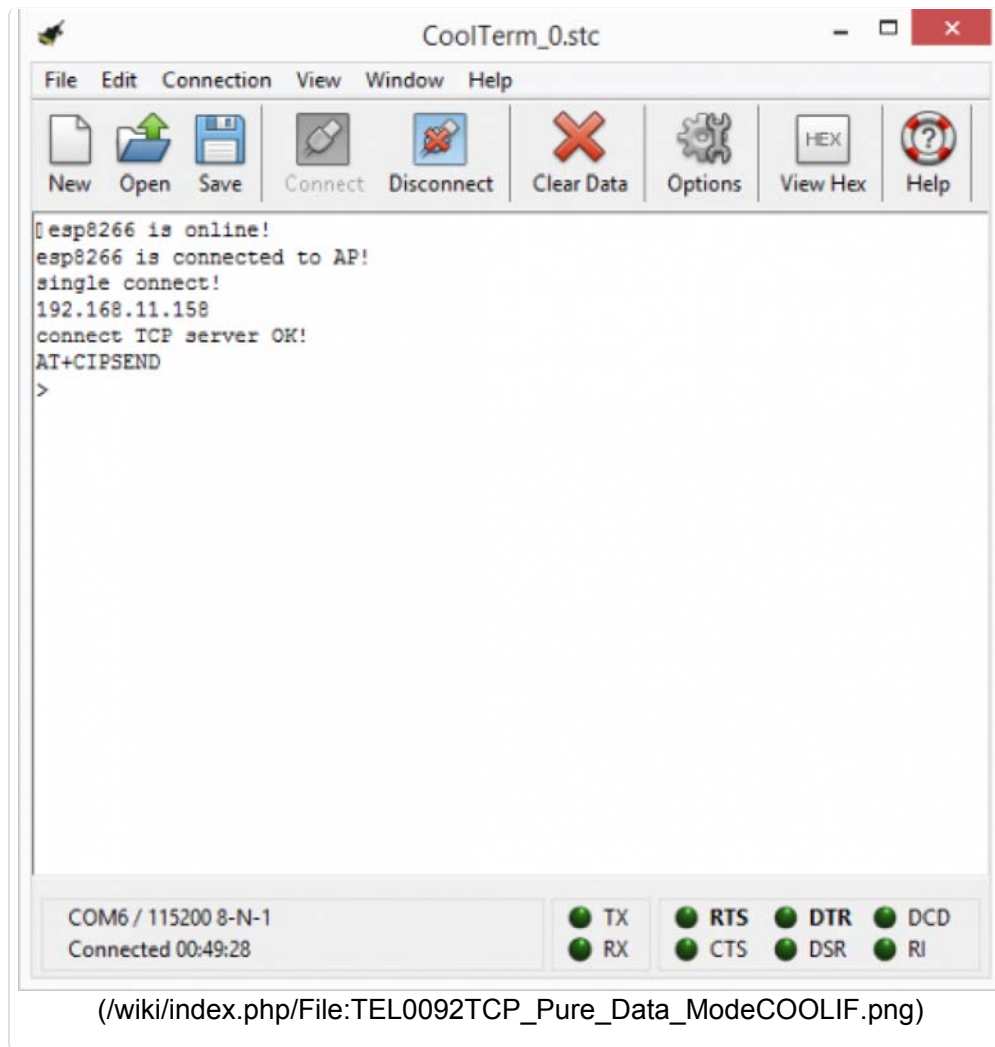 CoolTerm_0.stc
File Edit Connection View Window Help
HEX
New Open Save Connect Disconnect Clear Data Options View Hex Help
esp8266 is online!
esp8266 is connected to AP!
single connect!
192.168.11.158
connect TCP server OK!
AT+CIPSEND
>
COM6 / 115200 8-N-1 TX RTS DTR DCD
Connected 00:49:28 RX CTS DSR RI
(/wiki/index.php/File:TEL0092TCP_Pure_Data_ModeCOOLIF.png)